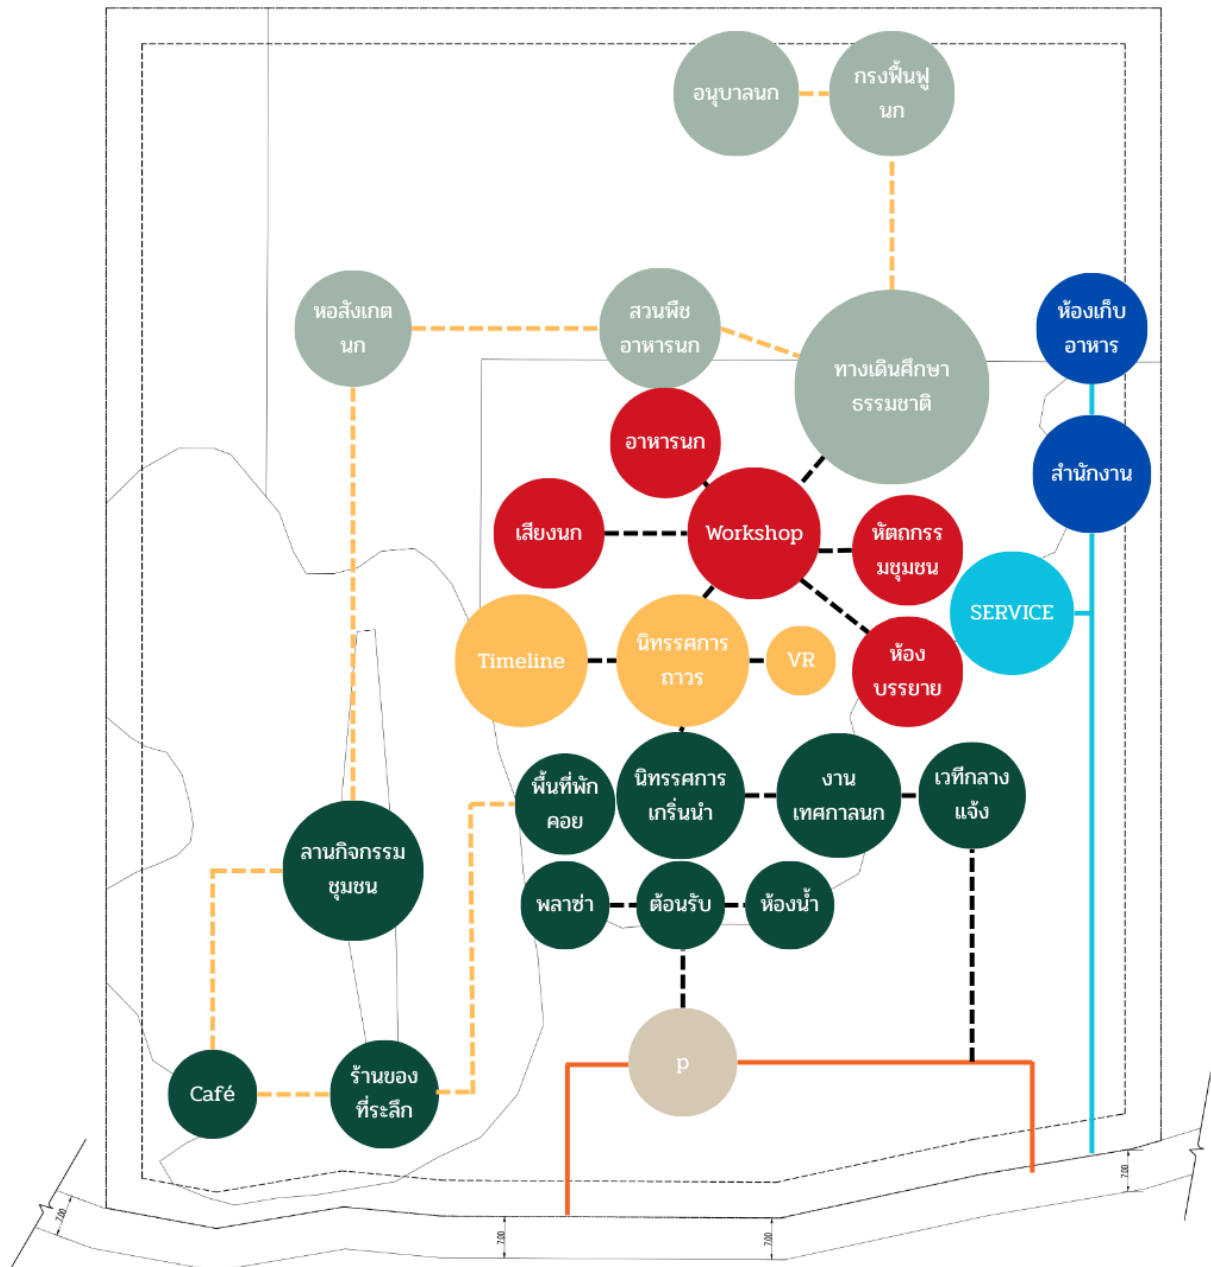 อนุบาลนก
กรงฟื้นฟู
นก
หอสังเกต
นก
สวนพืช
อาหารนก
ทางเดินศึกษา
ธรรมชาติ
ห้องเก็บ
อาหาร
อาหารนก
สำนักงาน
เสียงนก
Workshop
หัตถกรร
มชุมชน
SERVICE
Timeline
นิทรรศการ
ถาวร
VR
ห้อง
บรรยาย
พื้นที่พัก
คอย
นิทรรศการ
เกริ่นนำ
งาน
เทศกาลนก
เวทีกลาง
แจ้ง
ลานกิจกรรม
ชุมชน
พลาซ่า
ต้อนรับ
ห้องน้ำ
p
Café
ร้านของ
ที่ระลึก
7.00
7.00
7.00
7.00